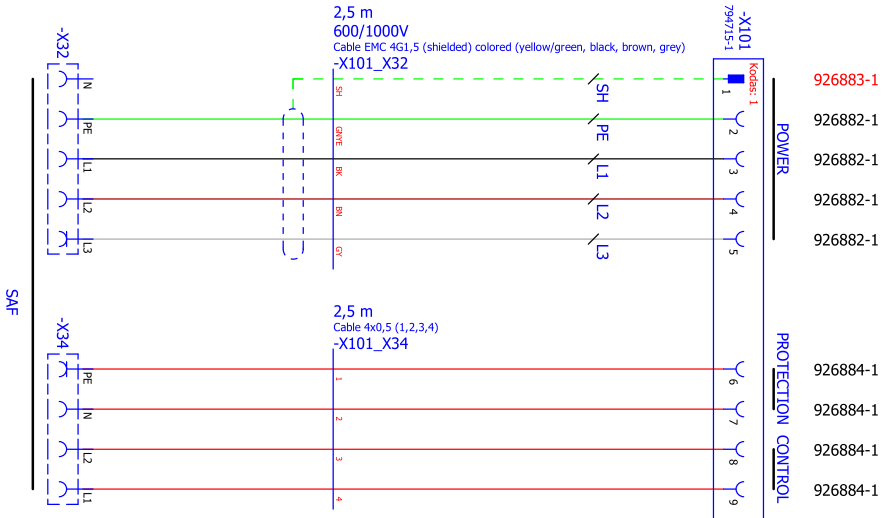 2,5 m
600/1000V
Cable EMC 4G1,5 (shielded) colored (yellow/green, black, brown, grey)
-X101_X32
-X32
-X101
794715-1
Kodas: 1
N
SH
SH
1
926883-1
PE
GNYE
PE
2
926882-1
L1
BK
L1
3
926882-1
L2
BN
L2
4
926882-1
L3
GY
L3
5
926882-1
POWER
SAF
2,5 m
Cable 4x0,5 (1,2,3,4)
-X101_X34
-X34
PE
1
6
926884-1
N
2
7
926884-1
L2
3
8
926884-1
L1
4
9
926884-1
PROTECTION
CONTROL